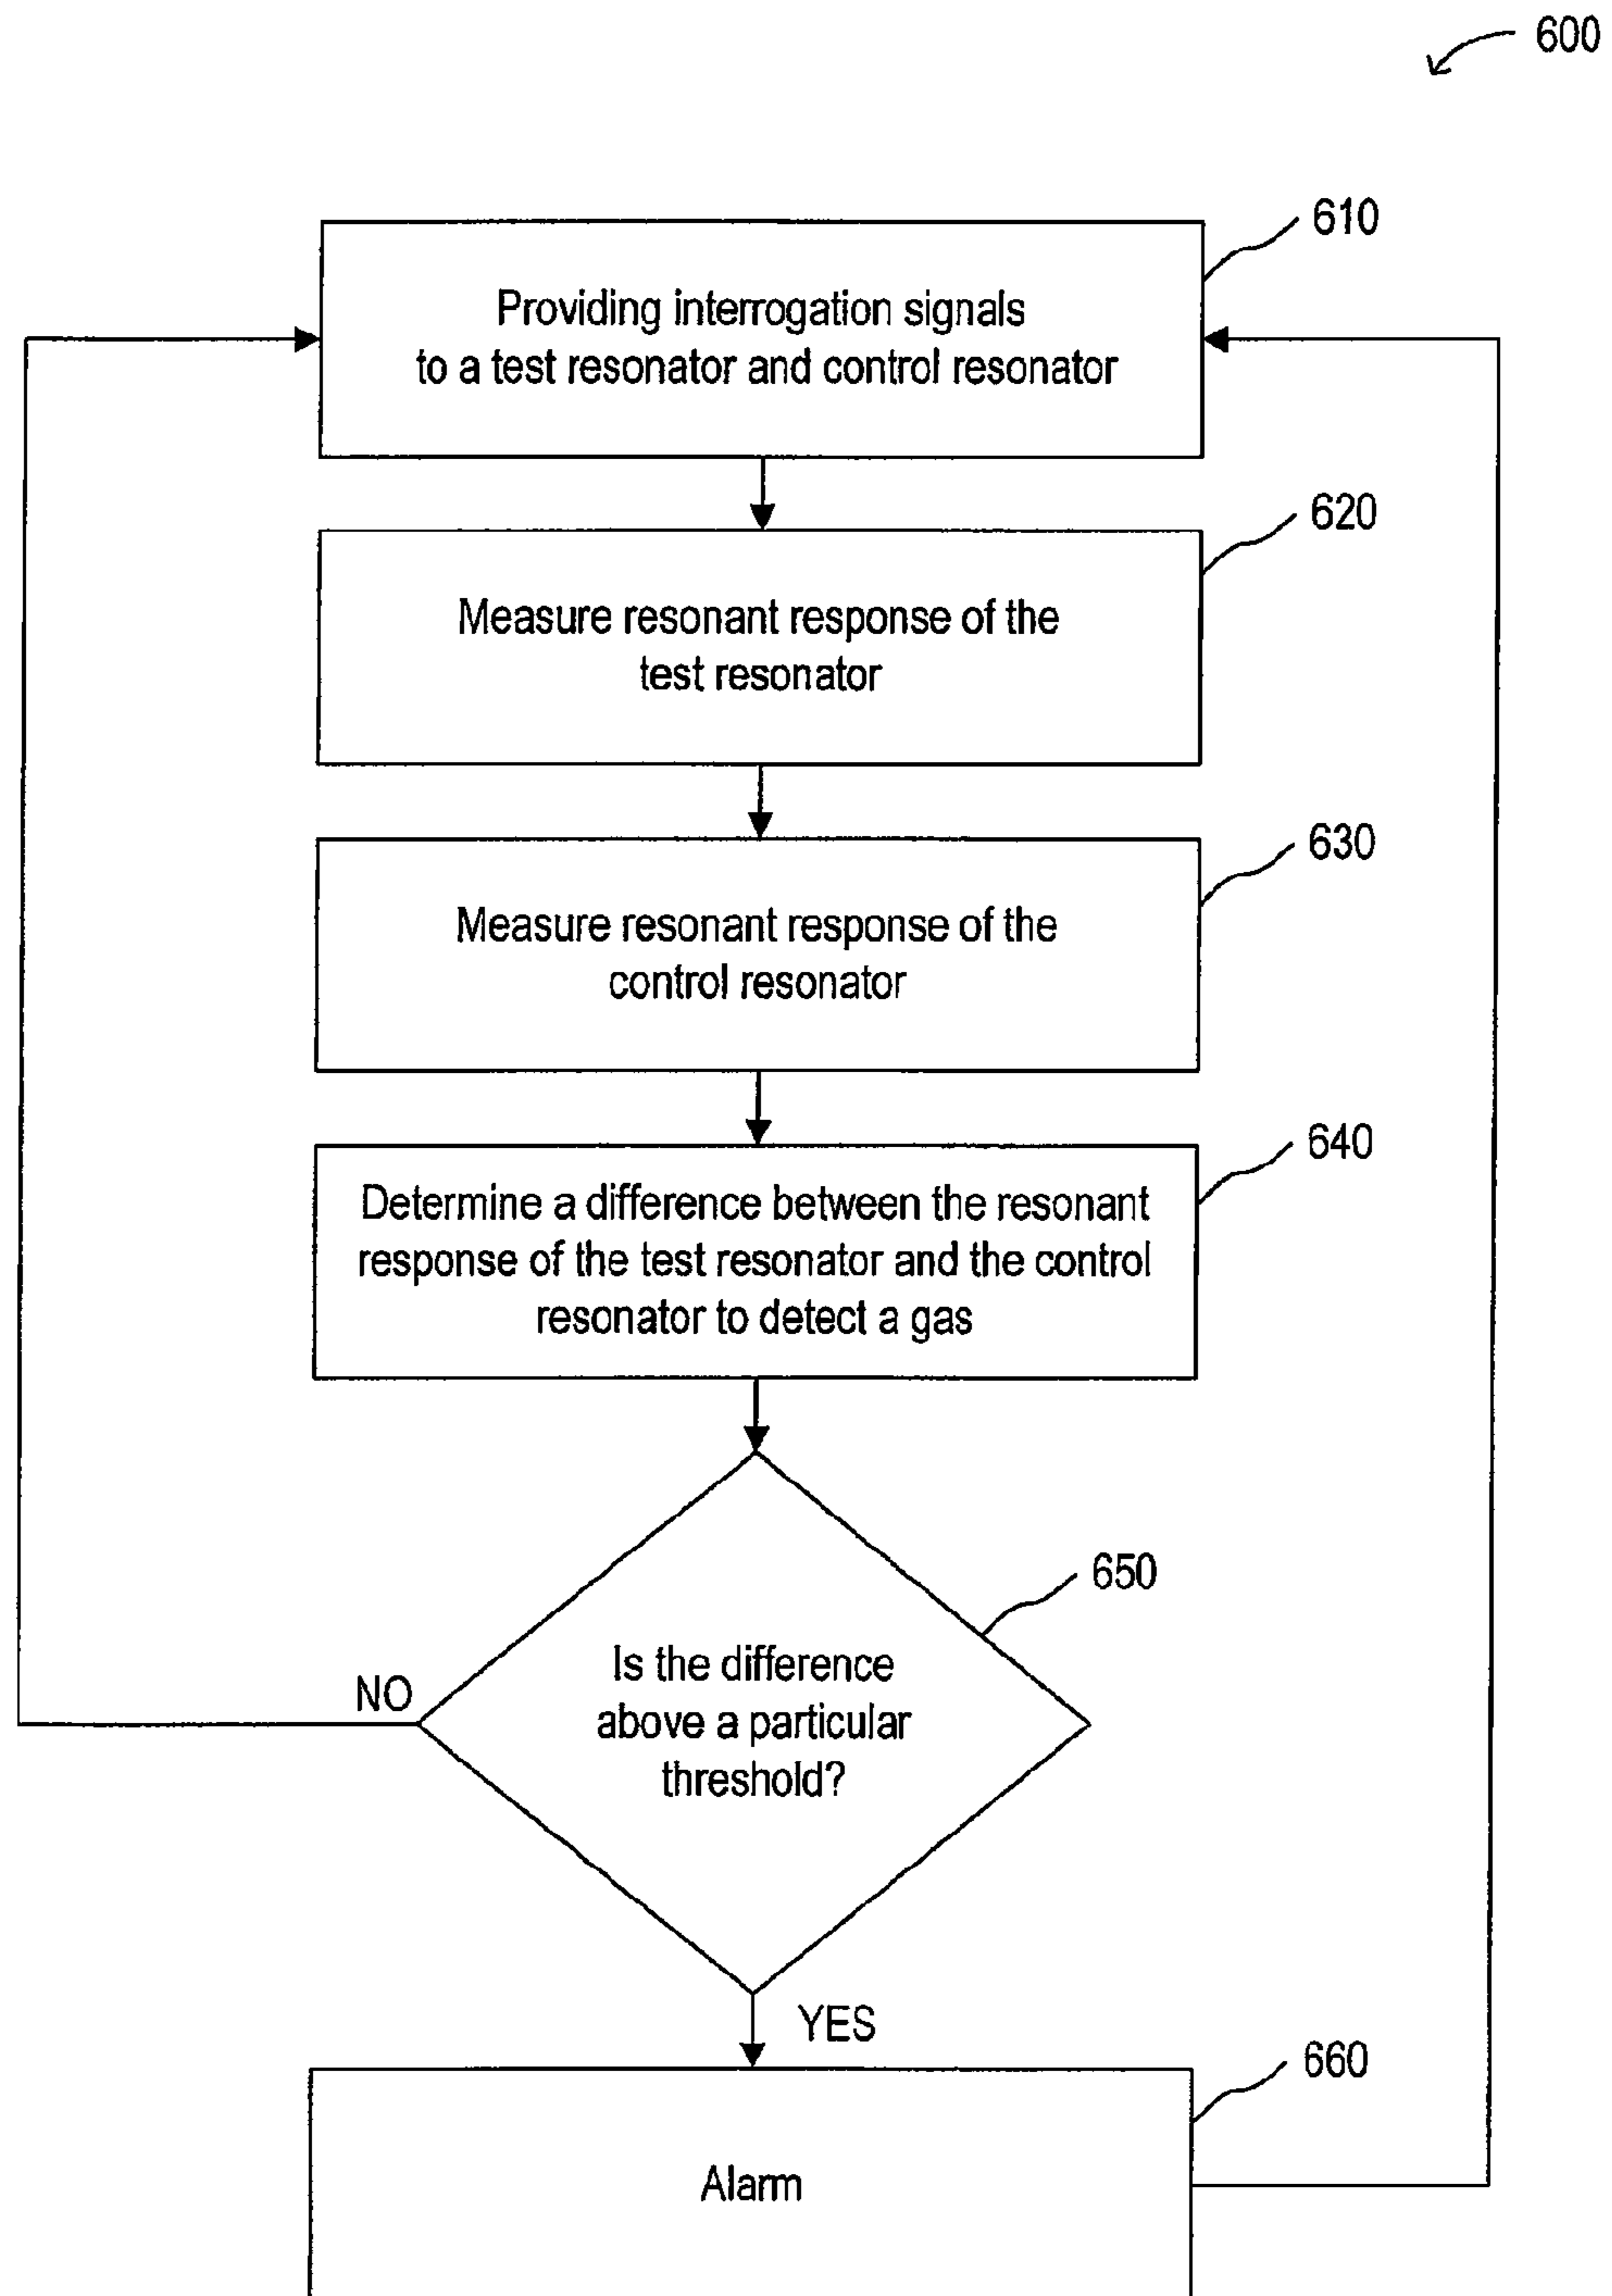 600
610
Providing interrogation signals
to a test resonator and control resonator
620
Measure resonant response of the
test resonator
630
Measure resonant response of the
control resonator
640
Determine a difference between the resonant
response of the test resonator and the control
resonator to detect a gas
650
Is the difference
above a particular
threshold?
NO
YES
660
Alarm